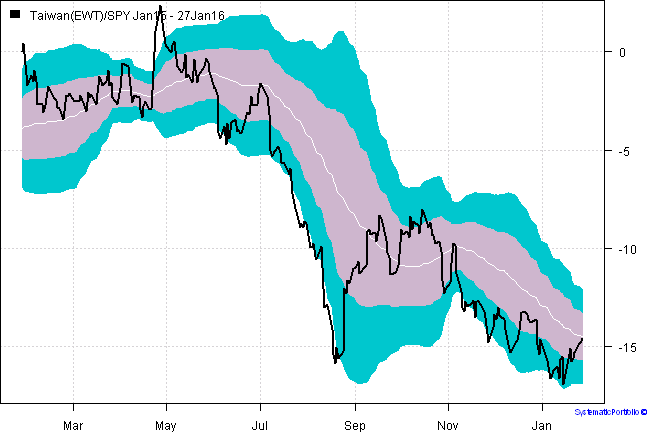 Taiwan(EWT)/SPY Jan15 - 27Jan16
0
-5
-10
-15
Mar May Jul Sep Nov Jan
SystematicPortfolio ©